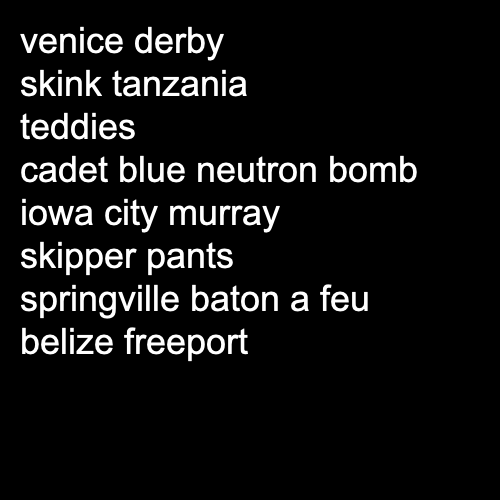 venice derby
skink tanzania
teddies
cadet blue neutron bomb
iowa city murray
skipper pants
springville baton a feu
belize freeport